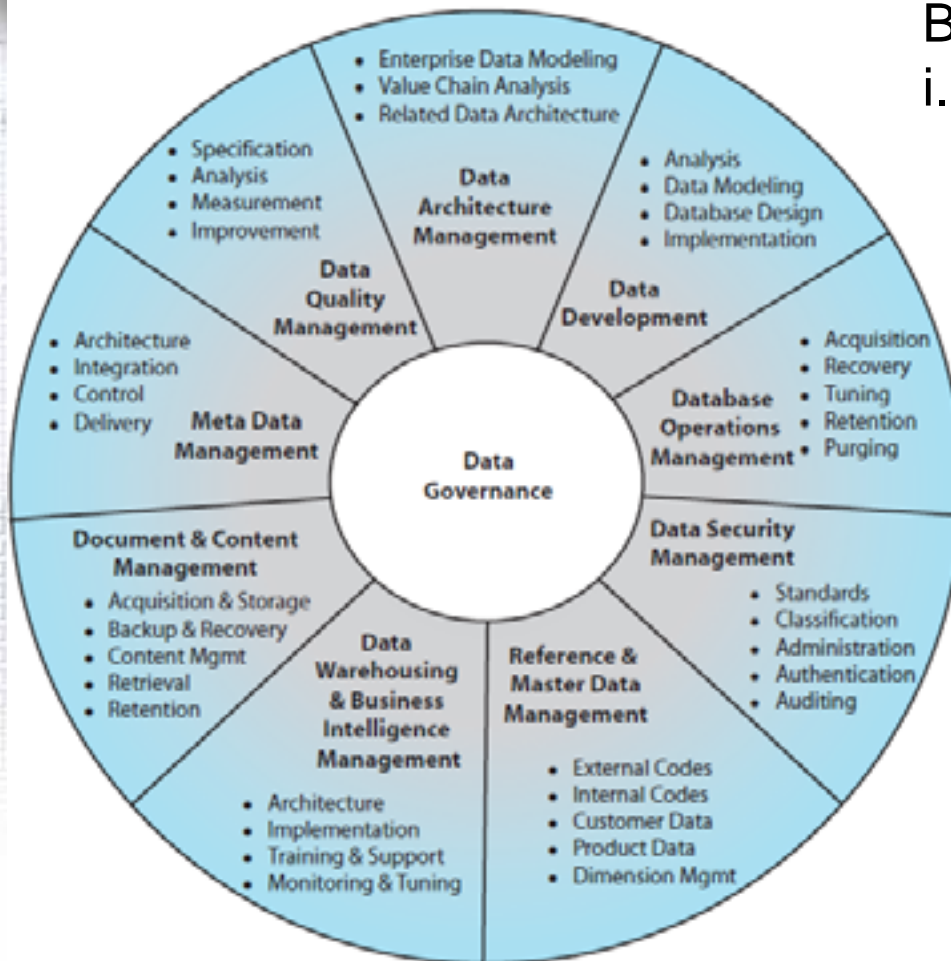 B
i.
• Enterprise Data Modeling
• Value Chain Analysis
• Related Data Architecture
Data
Architecture
Management
• Analysis
• Data Modeling
• Database Design
• Implementation
Data
Development
• Acquisition
• Recovery
• Tuning
• Retention
• Purging
Database
Operations
Management
Data Security
Management
• Standards
• Classification
• Administration
• Authentication
• Auditing
Reference &
Master Data
Management
• External Codes
• Internal Codes
• Customer Data
• Product Data
• Dimension Mgmt
Data
Warehousing
& Business
Intelligence
Management
• Architecture
• Implementation
• Training & Support
• Monitoring & Tuning
Document & Content
Management
• Acquisition & Storage
• Backup & Recovery
• Content Mgmt
• Retrieval
• Retention
• Architecture
• Integration
• Control
• Delivery
Meta Data
Management
• Specification
• Analysis
• Measurement
• Improvement
Data
Quality
Management
Data
Governance